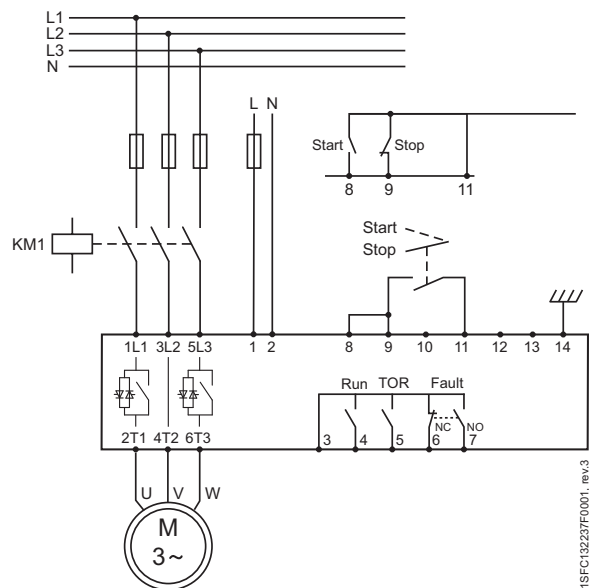 L1
L2
L3
N
L N
Start Stop
8 9 11
Start
Stop
KM1
1L1 3L2 5L3 1 2 8 9 10 11 12 13 14
Run TOR Fault
NC NO
2T1 4T2 6T3 3 4 5 6 7
U V W
M
3~
1SFC132237F0001, rev.3